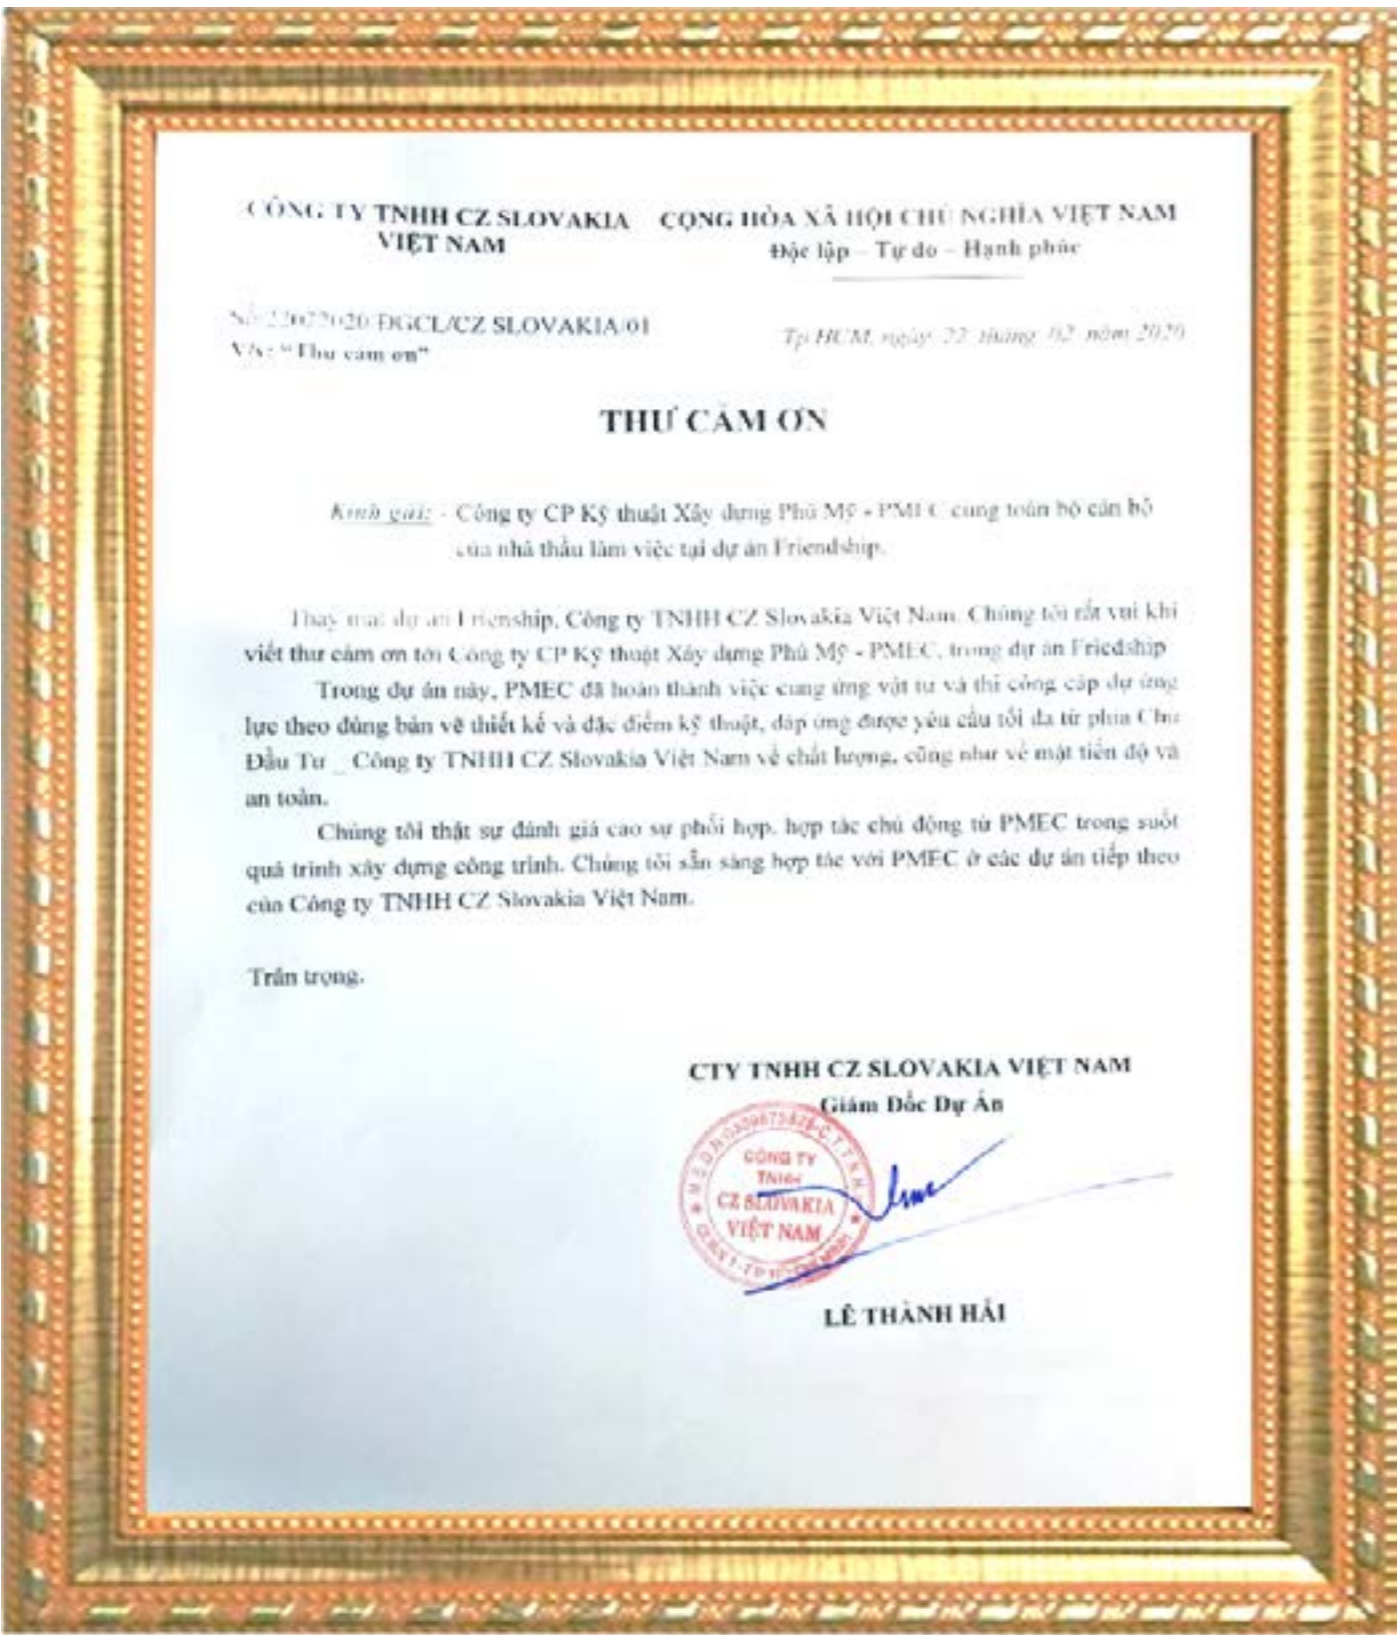 CÔNG TY TNHH CZ SLOVAKIA
VIỆT NAM
CỘNG HÒA XÃ HỘI CHỦ NGHĨA VIỆT NAM
Độc lập – Tự do – Hạnh phúc
ĐGCL/CZ SLOVAKIA/01
V/v: “Thư cảm ơn”
Tp HCM, ngày 22 tháng 02 năm 2020
THƯ CẢM ƠN
Kính gửi: - Công ty CP Kỹ thuật Xây dựng Phú Mỹ - PMEC cùng toàn bộ cán bộ
của nhà thầu làm việc tại dự án Friendship.
Thay mặt dự án Frienship, Công ty TNHH CZ Slovakia Việt Nam. Chúng tôi rất vui khi
viết thư cảm ơn tới Công ty CP Kỹ thuật Xây dựng Phú Mỹ - PMEC, trong dự án Friedship
Trong dự án này, PMEC đã hoàn thành việc cung ứng vật tư và thi công cáp dự ứng
lực theo đúng bản vẽ thiết kế và đặc điểm kỹ thuật, đáp ứng được yêu cầu tối đa từ phía Chủ
Đầu Tư _ Công ty TNHH CZ Slovakia Việt Nam về chất lượng, cũng như về mặt tiến độ và
an toàn.
Chúng tôi thật sự đánh giá cao sự phối hợp, hợp tác chủ động từ PMEC trong suốt
quá trình xây dựng công trình. Chúng tôi sẵn sàng hợp tác với PMEC ở các dự án tiếp theo
của Công ty TNHH CZ Slovakia Việt Nam.
Trân trọng.
CTY TNHH CZ SLOVAKIA VIỆT NAM
Giám Đốc Dự Án
CÔNG TY
TNHH
CZ SLOVAKIA
VIỆT NAM
LÊ THÀNH HẢI